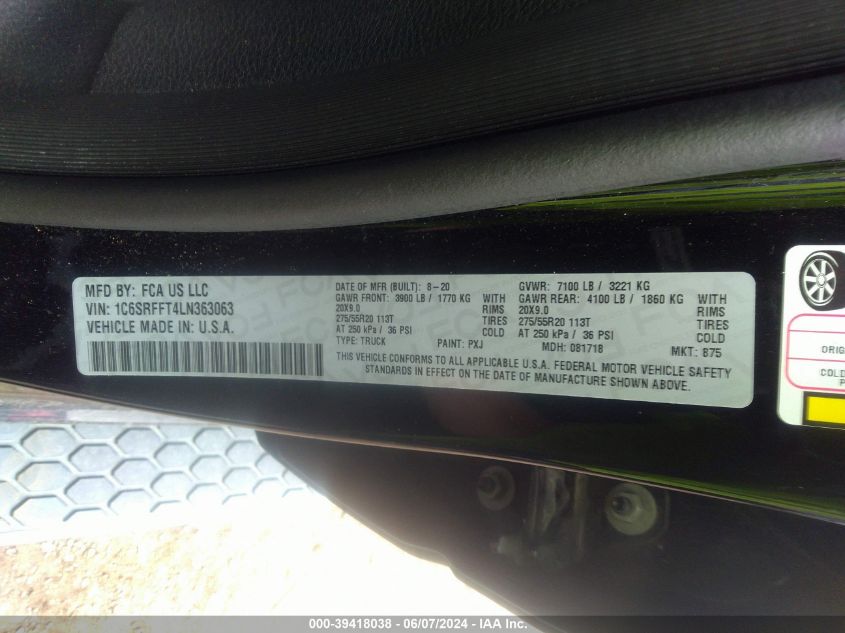 MFD BY: FCA US LLC
VIN: 1C6SRFFT4LN363063
VEHICLE MADE IN U.S.A.
DATE OF MFR (BUILT): 8-20
GAWR FRONT: 3900 LB / 1770 KG WITH
20X9.0 RIMS
275/55R20 113T TIRES
AT 250 kPa / 36 PSI COLD
TYPE: TRUCK PAINT: PXJ
GVWR: 7100 LB / 3221 KG
GAWR REAR: 4100 LB / 1860 KG WITH
20X9.0 RIMS
275/55R20 113T TIRES
AT 250 kPa / 36 PSI COLD
MDH: 081718 MKT: B75
THIS VEHICLE CONFORMS TO ALL APPLICABLE U.S.A. FEDERAL MOTOR VEHICLE SAFETY
STANDARDS IN EFFECT ON THE DATE OF MANUFACTURE SHOWN ABOVE.
COLD
000-39418038 - 06/07/2024 - IAA Inc.